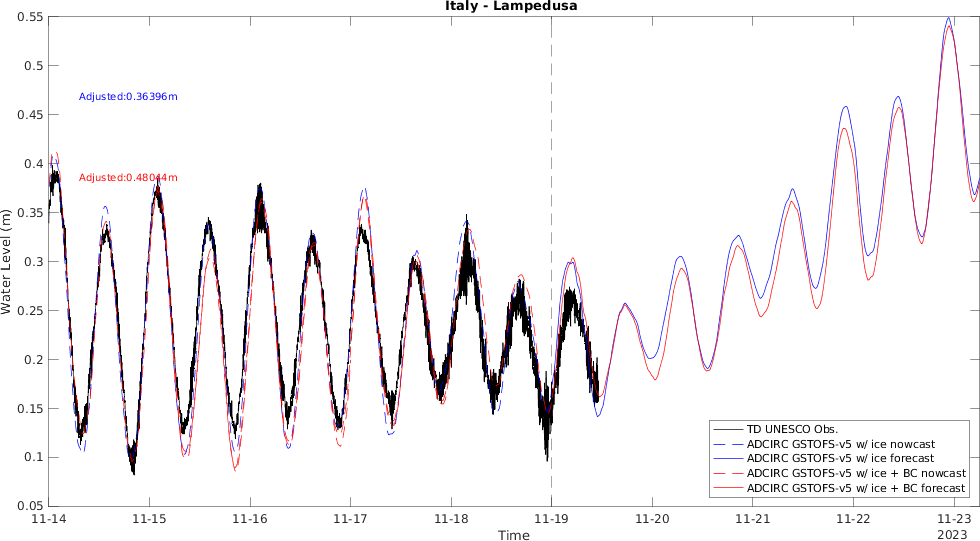 Italy - Lampedusa
0.55
0.5
0.45
0.4
0.35
0.3
0.25
0.2
0.15
0.1
0.05
Water Level (m)
Adjusted:0.36396m
Adjusted:0.48044m
TD UNESCO Obs.
ADCIRC GSTOFS-v5 w/ ice nowcast
ADCIRC GSTOFS-v5 w/ ice forecast
ADCIRC GSTOFS-v5 w/ ice + BC nowcast
ADCIRC GSTOFS-v5 w/ ice + BC forecast
11-14 11-15 11-16 11-17 11-18 11-19 11-20 11-21 11-22 11-23
Time
2023